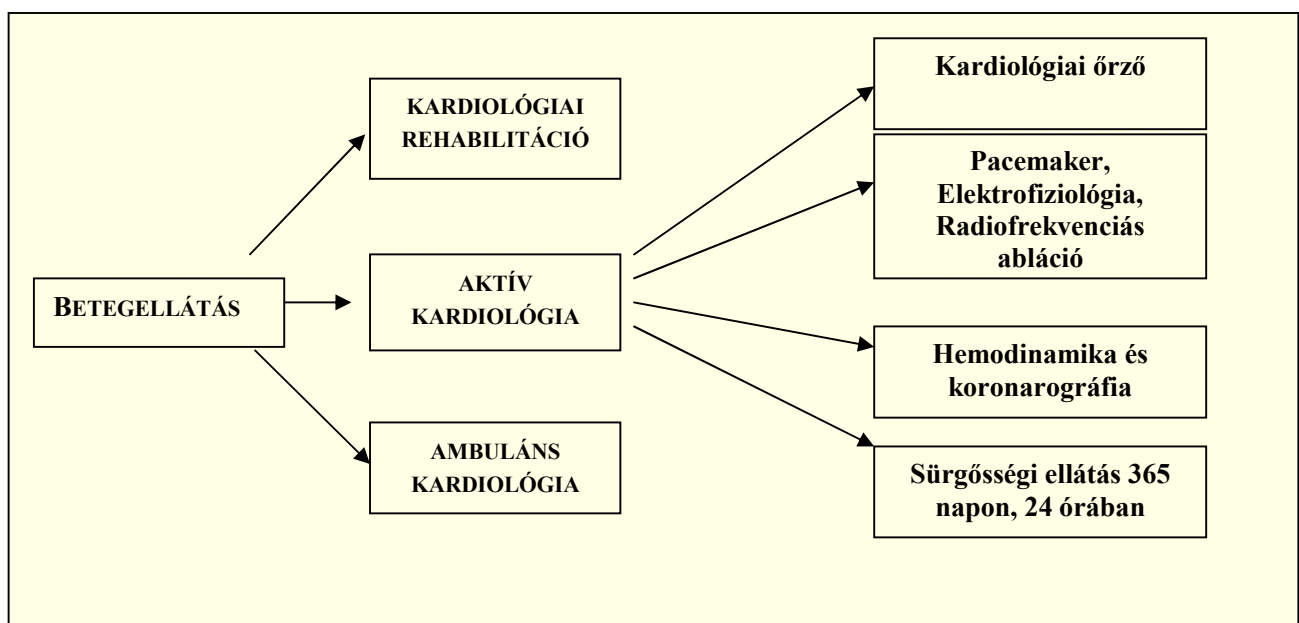 BETEGELLÁTÁS
KARDIOLÓGIAI
REHABILITÁCIÓ
AKTÍV
KARDIOLÓGIA
AMBULÁNS
KARDIOLÓGIA
Kardiológiai őrző
Pacemaker,
Elektrofiziológia,
Radiofrekvenciás
abláció
Hemodinamika és
koronarográfia
Sürgősségi ellátás 365
napon, 24 órában